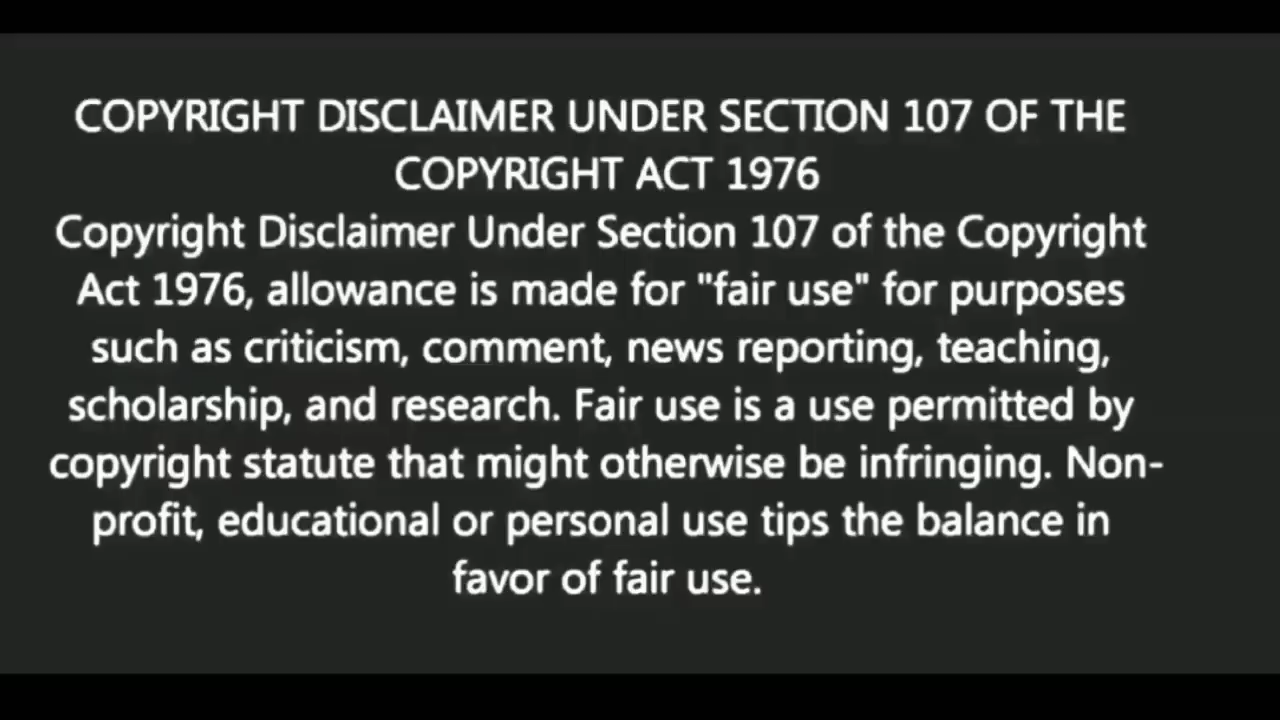 COPYRIGHT DISCLAIMER UNDER SECTION 107 OF THE
COPYRIGHT ACT 1976
Copyright Disclaimer Under Section 107 of the Copyright
Act 1976, allowance is made for "fair use" for purposes
such as criticism, comment, news reporting, teaching,
scholarship, and research. Fair use is a use permitted by
copyright statute that might otherwise be infringing. Non-
profit, educational or personal use tips the balance in
favor of fair use.